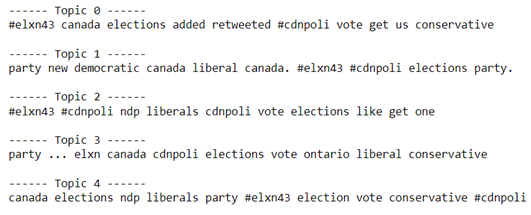 ------ Topic 0 ------
#elxn43 canada elections added retweeted #cdnpoli vote get us conservative
------ Topic 1 ------
party new democratic canada liberal canada. #elxn43 #cdnpoli elections party.
------ Topic 2 ------
#elxn43 #cdnpoli ndp liberals cdnpoli vote elections like get one
------ Topic 3 ------
party ... elxn canada cdnpoli elections vote ontario liberal conservative
------ Topic 4 ------
canada elections ndp liberals party #elxn43 election vote conservative #cdnpoli